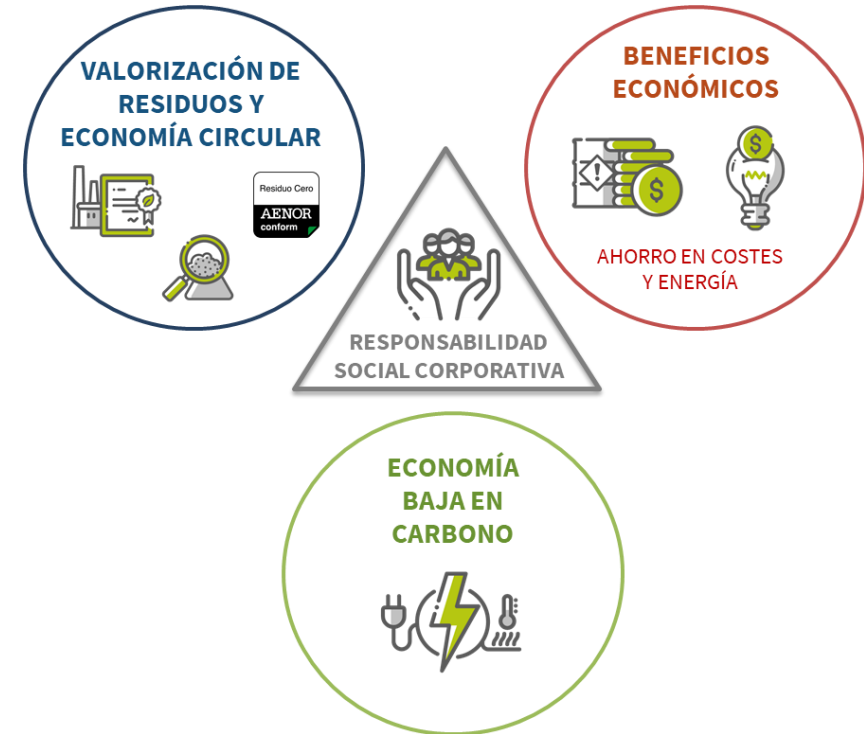 VALORIZACIÓN DE
RESIDUOS Y
ECONOMÍA CIRCULAR
Residuo Cero
AENOR
conform
BENEFICIOS
ECONÓMICOS
$
$
AHORRO EN COSTES
Y ENERGÍA
RESPONSABILIDAD
SOCIAL CORPORATIVA
ECONOMÍA
BAJA EN
CARBONO